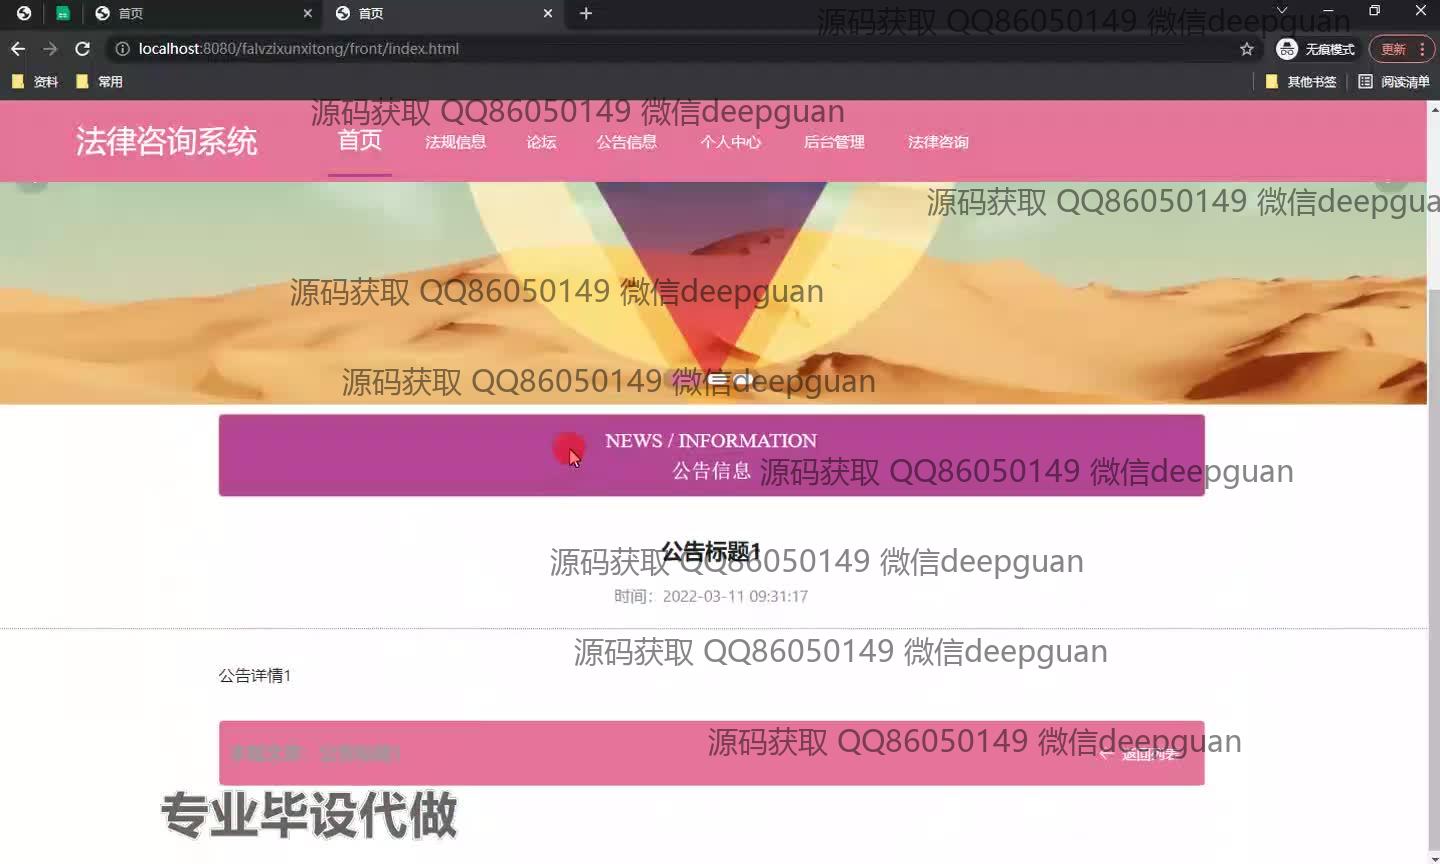 首页
首页
源码获取 QQ86050149 微信deepguan
localhost:8080/falvzixunxitong/front/index.html
无痕模式
更新
资料
常用
其他书签
阅读清单
源码获取 QQ86050149 微信deepguan
法律咨询系统
首页
法规信息
论坛
公告信息
个人中心
后台管理
法律咨询
源码获取 QQ86050149 微信deepgua
源码获取 QQ86050149 微信deepguan
源码获取 QQ86050149 微信deepguan
NEWS / INFORMATION
公告信息
源码获取 QQ86050149 微信deepguan
公告标题1
源码获取 QQ86050149 微信deepguan
时间：2022-03-11 09:31:17
源码获取 QQ86050149 微信deepguan
公告详情1
源码获取 QQ86050149 微信deepguan
公告标题1
← 返回列表
专业毕设代做